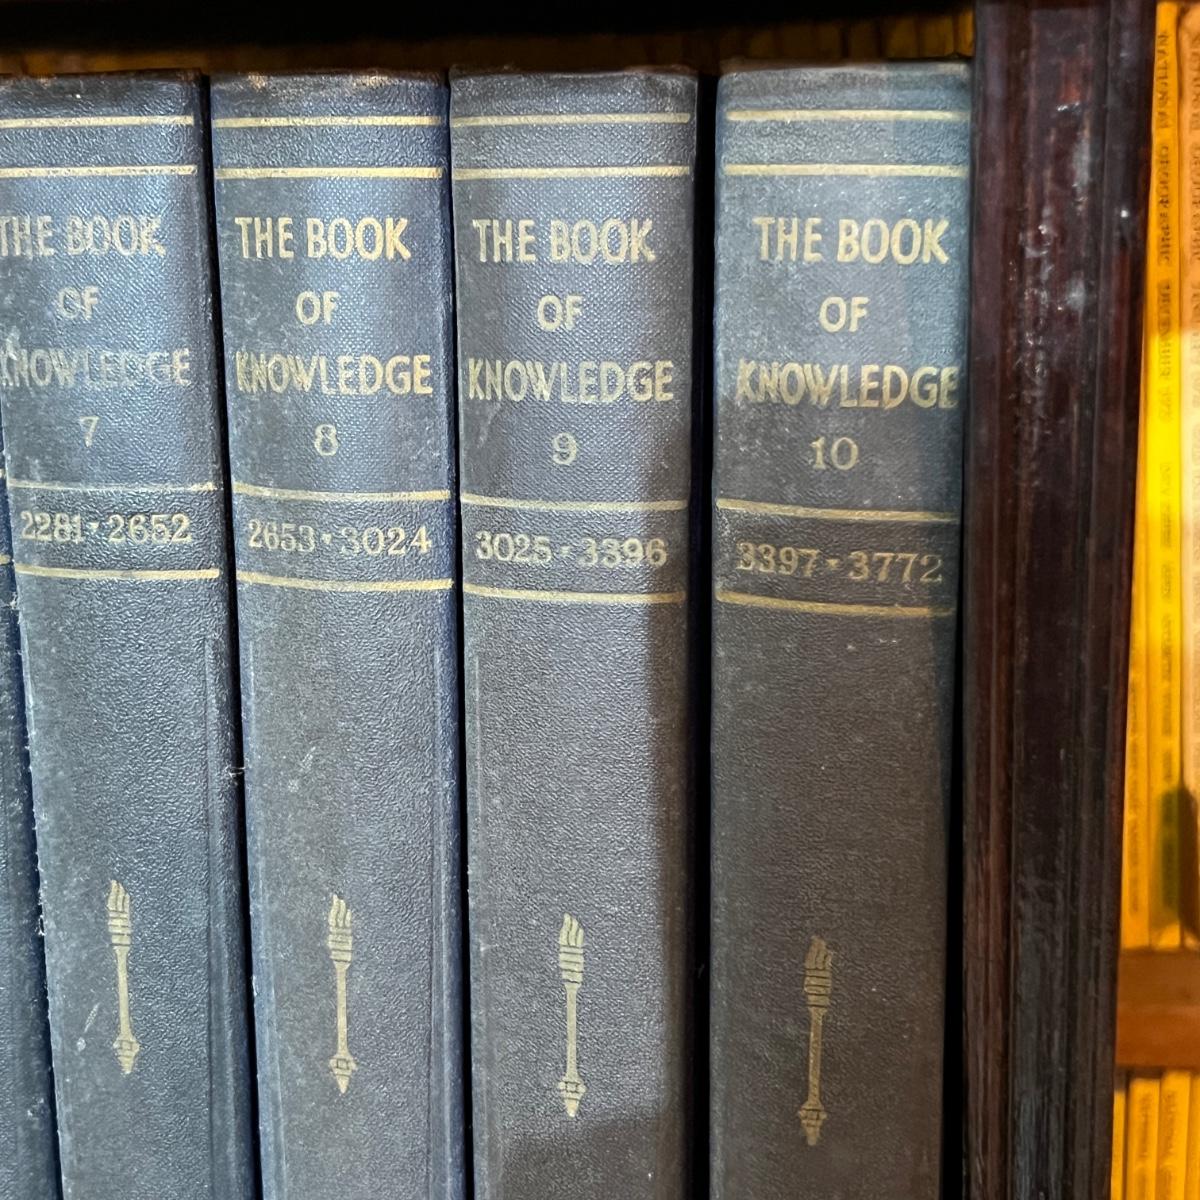 THE BOOK
OF
KNOWLEDGE
7
2281·2652
THE BOOK
OF
KNOWLEDGE
8
2653·3024
THE BOOK
OF
KNOWLEDGE
9
3025·3396
THE BOOK
OF
KNOWLEDGE
10
3397·3772